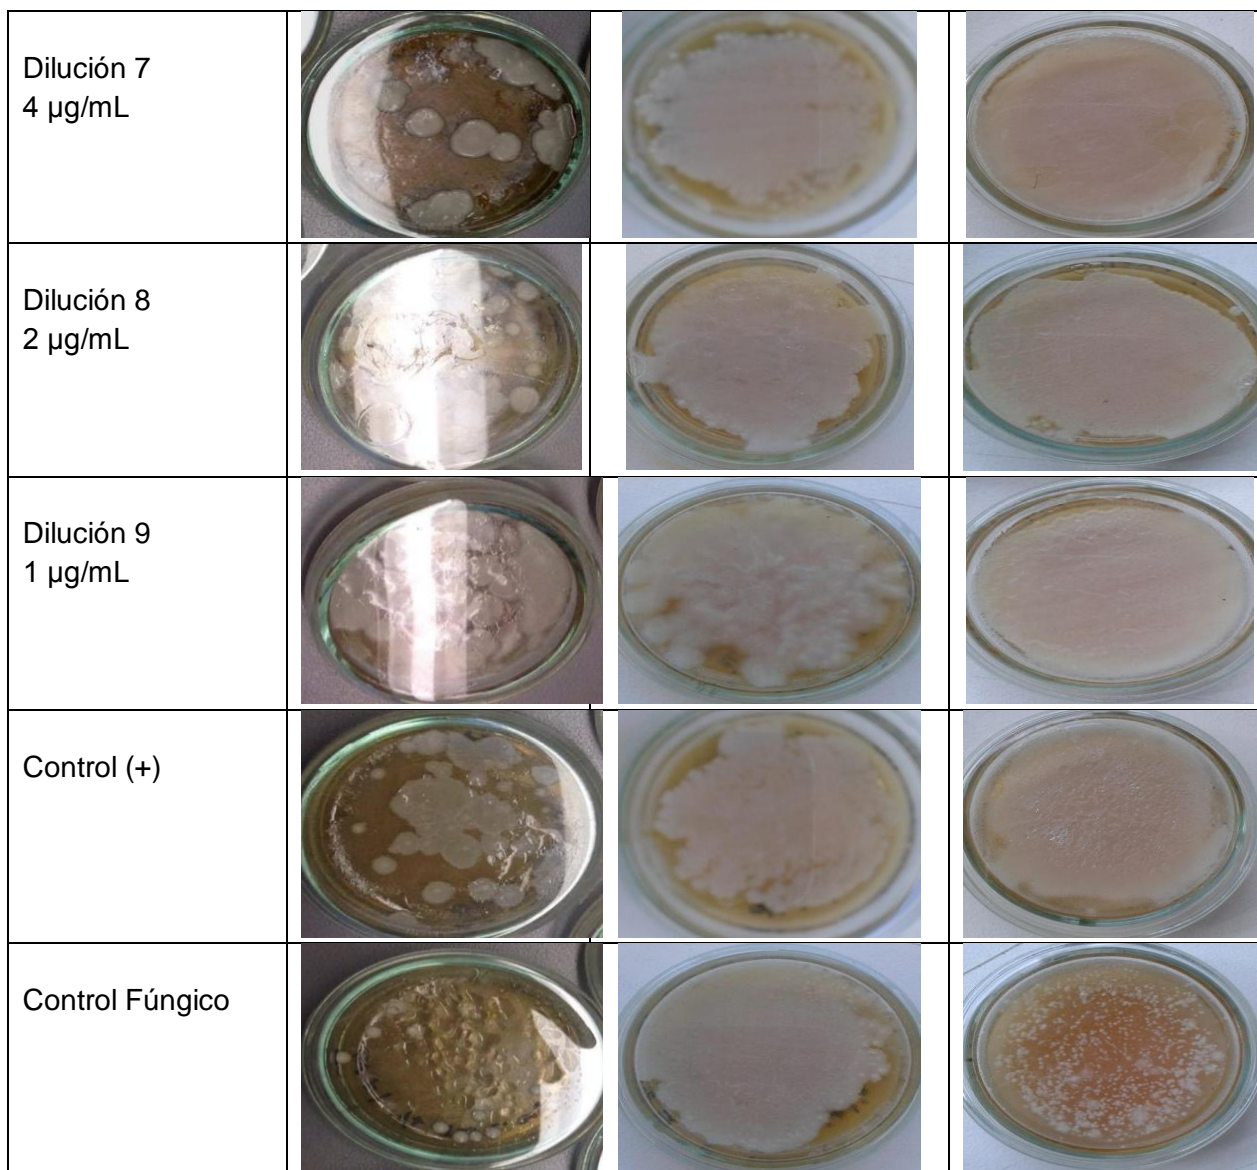 Dilución 7
4 µg/mL
Dilución 8
2 µg/mL
Dilución 9
1 µg/mL
Control (+)
Control Fúngico